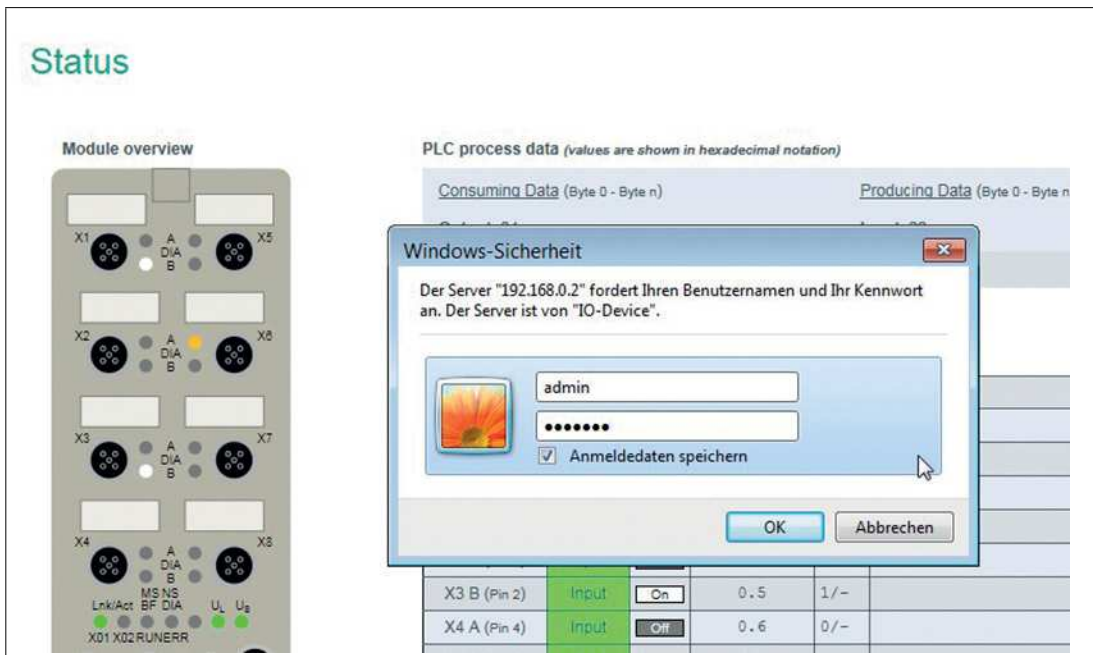 Status
Module overview
PLC process data (values are shown in hexadecimal notation)
Consuming Data (Byte 0 - Byte n)
Producing Data (Byte 0 - Byte n
X1
A
DIA
B
X5
X2
A
DIA
B
X6
X3
A
DIA
B
X7
X4
A
DIA
B
X8
MS NS
Lnk/Act BF DIA UL US
X01 X02 RUN ERR
Windows-Sicherheit
Der Server "192.168.0.2" fordert Ihren Benutzernamen und Ihr Kennwort
an. Der Server ist von "IO-Device".
admin
•••••••
Anmeldedaten speichern
OK Abbrechen
X3 B (Pin 2) Input On 0.5 1/–
X4 A (Pin 4) Input Off 0.6 0/–